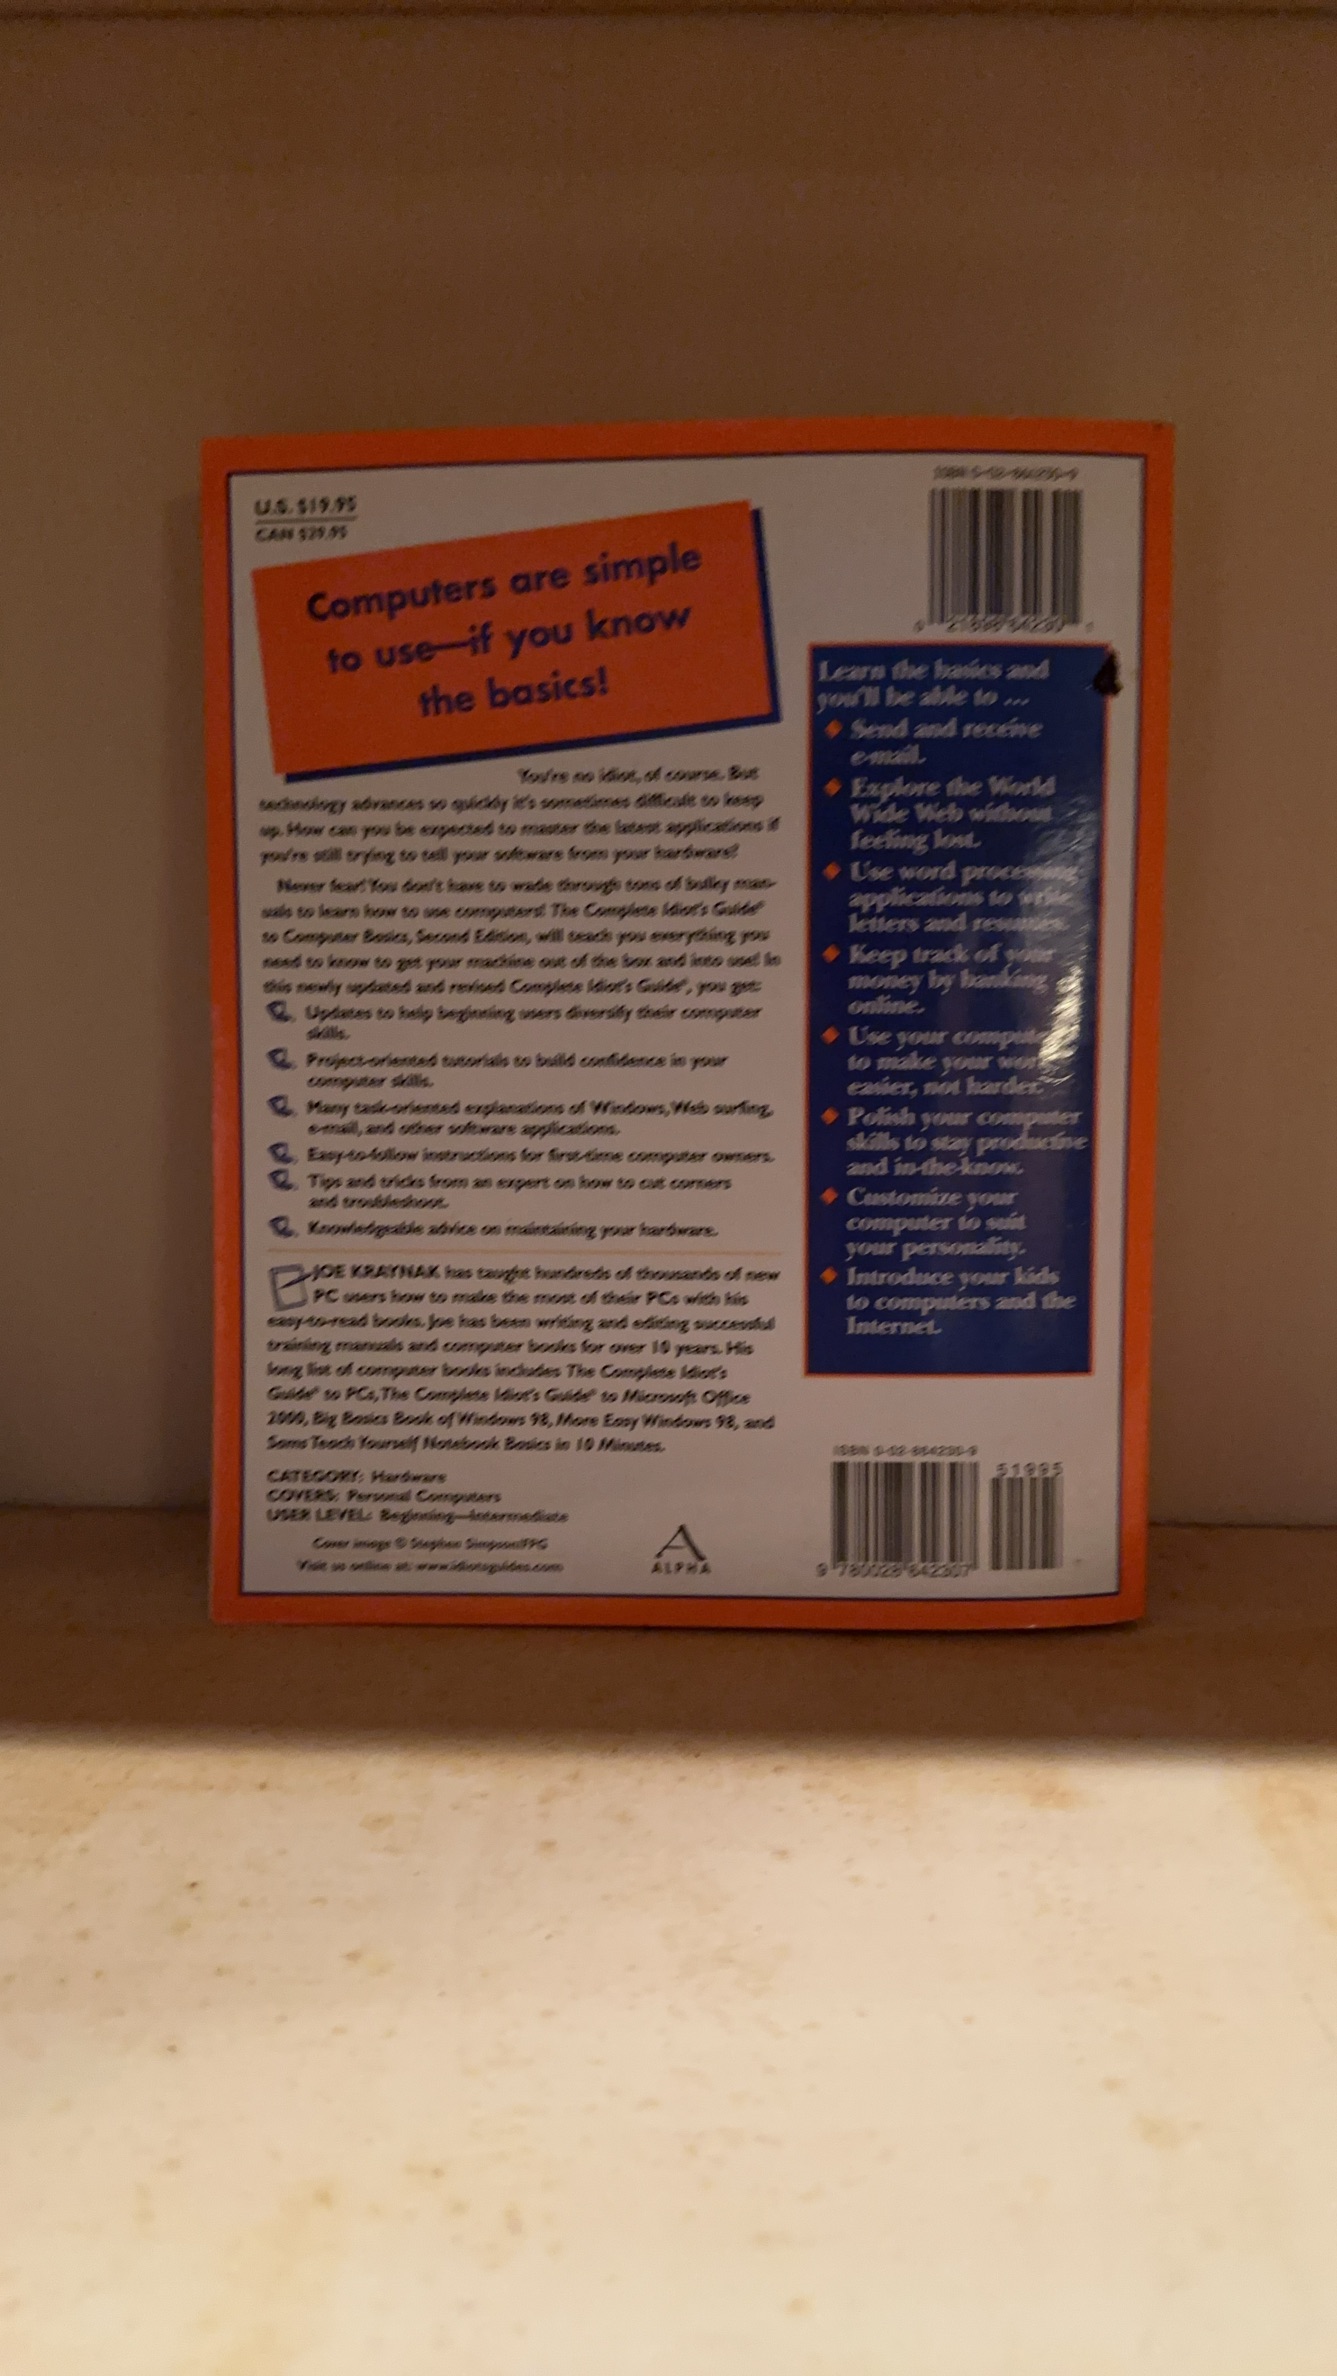 U.S. $19.95
CAN $29.95
Computers are simple
to use—if you know
the basics!
You're no idiot, of course. But
technology advances so quickly it's sometimes difficult to keep
up. How can you be expected to master the latest applications if
you're still trying to tell your software from your hardware?
Never fear! You don't have to wade through tons of bulky man-
uals to learn how to use computers! The Complete Idiot's Guide®
to Computer Basics, Second Edition, will teach you everything you
need to know to get your machine out of the box and into use! In
this newly updated and revised Complete Idiot's Guide®, you get:
Updates to help beginning users diversify their computer
skills.
Project-oriented tutorials to build confidence in your
computer skills.
Many task-oriented explanations of Windows, Web surfing,
e-mail, and other software applications.
Easy-to-follow instructions for first-time computer owners.
Tips and tricks from an expert on how to cut corners
and troubleshoot.
Knowledgeable advice on maintaining your hardware.
JOE KRAYNAK has taught hundreds of thousands of new
PC users how to make the most of their PCs with his
easy-to-read books. Joe has been writing and editing successful
training manuals and computer books for over 10 years. His
long list of computer books includes The Complete Idiot's
Guide® to PCs, The Complete Idiot's Guide® to Microsoft Office
2000, Big Basics Book of Windows 98, More Easy Windows 98, and
Sams Teach Yourself Notebook Basics in 10 Minutes.
CATEGORY: Hardware
COVERS: Personal Computers
USER LEVEL: Beginning—Intermediate
Cover image © Stephen Simpson/FPG
Visit us online at: www.idiotsguides.com
ALPHA
ISBN 0-02-864230-9
0 21898 64230 1
Learn the basics and
you'll be able to ...
Send and receive
e-mail.
Explore the World
Wide Web without
feeling lost.
Use word processing
applications to write
letters and resumes.
Keep track of your
money by banking
online.
Use your computer
to make your work
easier, not harder.
Polish your computer
skills to stay productive
and in-the-know.
Customize your
computer to suit
your personality.
Introduce your kids
to computers and the
Internet.
ISBN 0-02-864230-9
51995
9 780028 642307